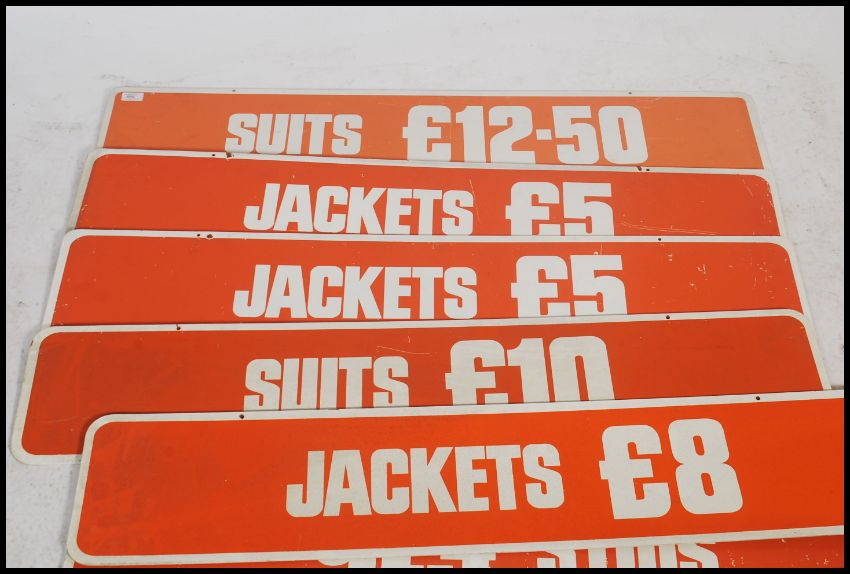 SUITS £12-50
JACKETS £5
JACKETS £5
SUITS £10
JACKETS £8